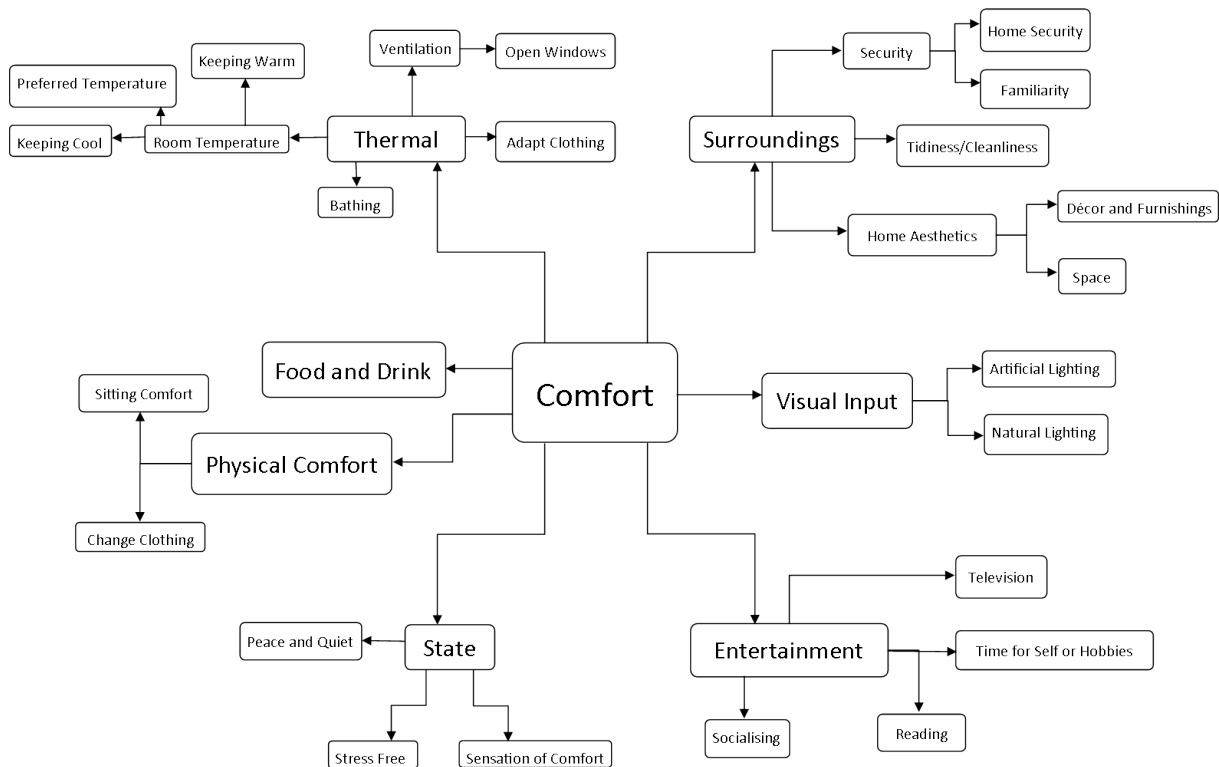 Home Security
Ventilation
Open Windows
Security
Keeping Warm
Preferred Temperature
Familiarity
Keeping Cool
Room Temperature
Thermal
Adapt Clothing
Surroundings
Tidiness/Cleanliness
Bathing
Décor and Furnishings
Home Aesthetics
Space
Food and Drink
Artificial Lighting
Sitting Comfort
Comfort
Visual Input
Natural Lighting
Physical Comfort
Change Clothing
Television
Peace and Quiet
State
Entertainment
Time for Self or Hobbies
Socialising
Reading
Stress Free
Sensation of Comfort